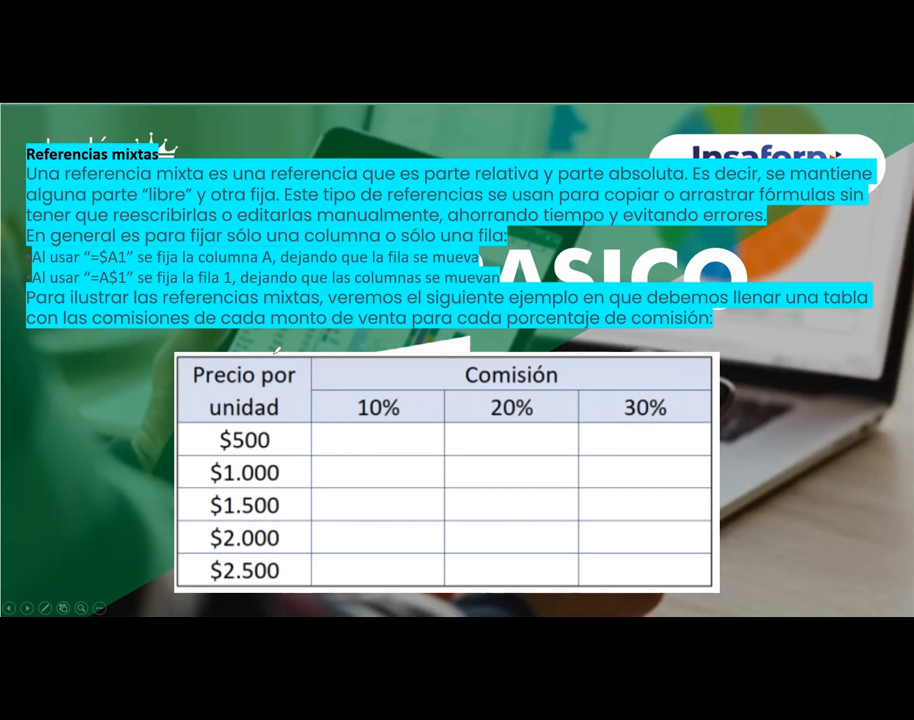 Insaforp
Referencias mixtas
Una referencia mixta es una referencia que es parte relativa y parte absoluta. Es decir, se mantiene
alguna parte “libre” y otra fija. Este tipo de referencias se usan para copiar o arrastrar fórmulas sin
tener que reescribirlas o editarlas manualmente, ahorrando tiempo y evitando errores.
En general es para fijar sólo una columna o sólo una fila:
Al usar “=$A1” se fija la columna A, dejando que la fila se mueva
Al usar “=A$1” se fija la fila 1, dejando que las columnas se muevan
ASICO
Para ilustrar las referencias mixtas, veremos el siguiente ejemplo en que debemos llenar una tabla
con las comisiones de cada monto de venta para cada porcentaje de comisión:
Precio por unidad Comisión
10% 20% 30%
$500
$1.000
$1.500
$2.000
$2.500